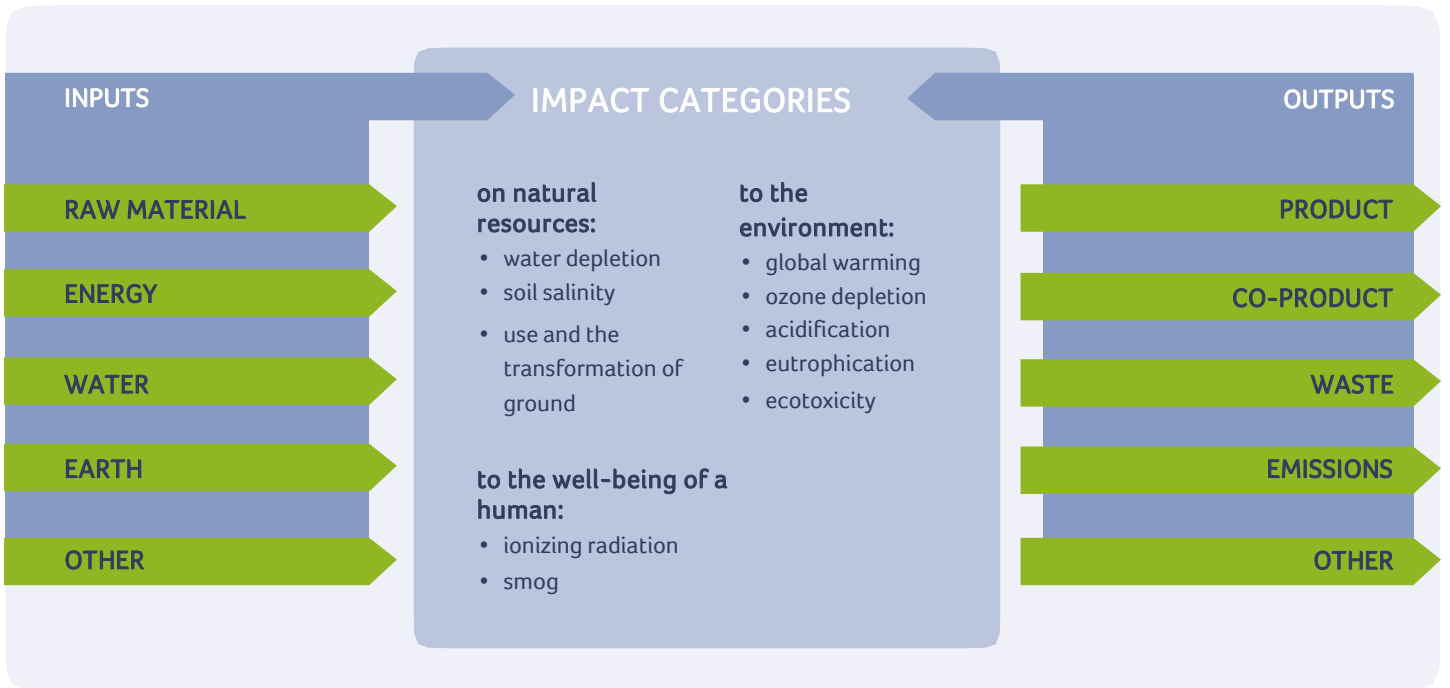 INPUTS
RAW MATERIAL
ENERGY
WATER
EARTH
OTHER
IMPACT CATEGORIES
on natural
resources:
• water depletion
• soil salinity
• use and the
transformation of
ground
to the
environment:
• global warming
• ozone depletion
• acidification
• eutrophication
• ecotoxicity
to the well-being of a
human:
• ionizing radiation
• smog
OUTPUTS
PRODUCT
CO-PRODUCT
WASTE
EMISSIONS
OTHER